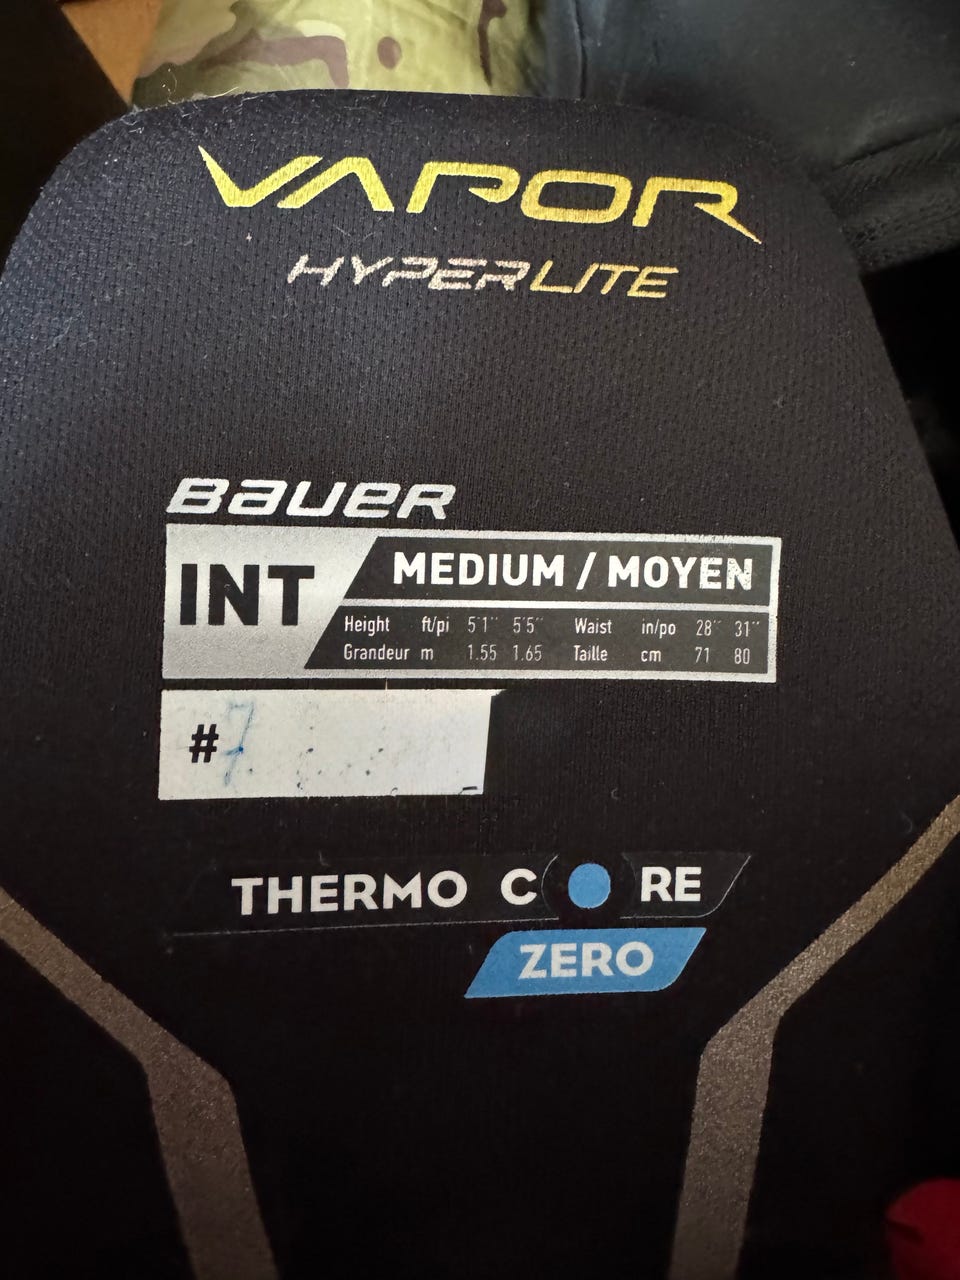 VAPOR
HYPERLITE
BAUER
INT
MEDIUM / MOYEN
Height ft/pi 5'1'' 5'5'' Waist in/po 28'' 31''
Grandeur m 1.55 1.65 Taille cm 71 80
#7
THERMO CORE
ZERO